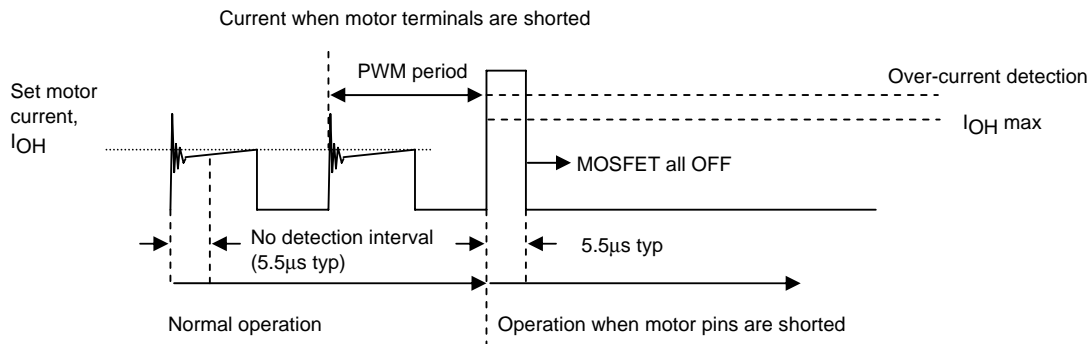 Current when motor terminals are shorted
PWM period
Over-current detection
Set motor
current,
IOH
IOH max
MOSFET all OFF
No detection interval
(5.5μs typ)
5.5μs typ
Normal operation
Operation when motor pins are shorted